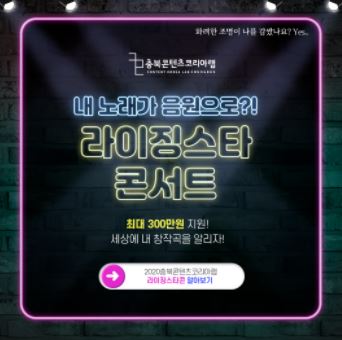 화려한 조명이 나를 감쌌나요? Yes..
충북콘텐츠코리아랩
CONTENT KOREA LAB CHUNGBUK
내 노래가 음원으로?!
라이징스타
콘서트
최대 300만원 지원!
세상에 내 창작곡을 알리자!
2020충북콘텐츠코리아랩
라이징스타콘 알아보기